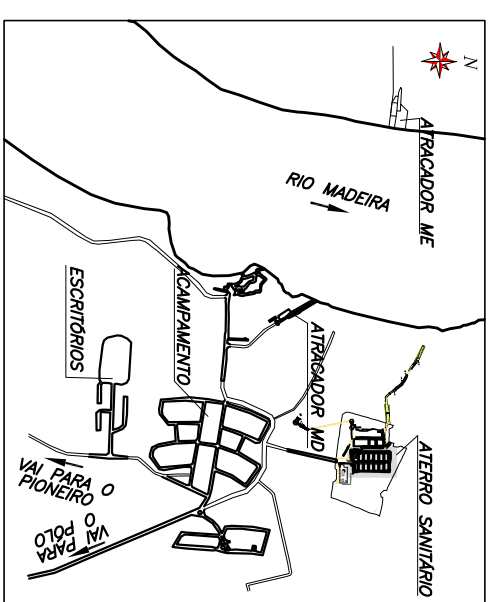 N
ATRACADOR ME
RIO MADEIRA
ATRACADOR MD
ATERRO SANITÁRIO
ACAMPAMENTO
ESCRITÓRIOS
VAI PARA O
PIONEIRO
VAI PARA
O PÓLO